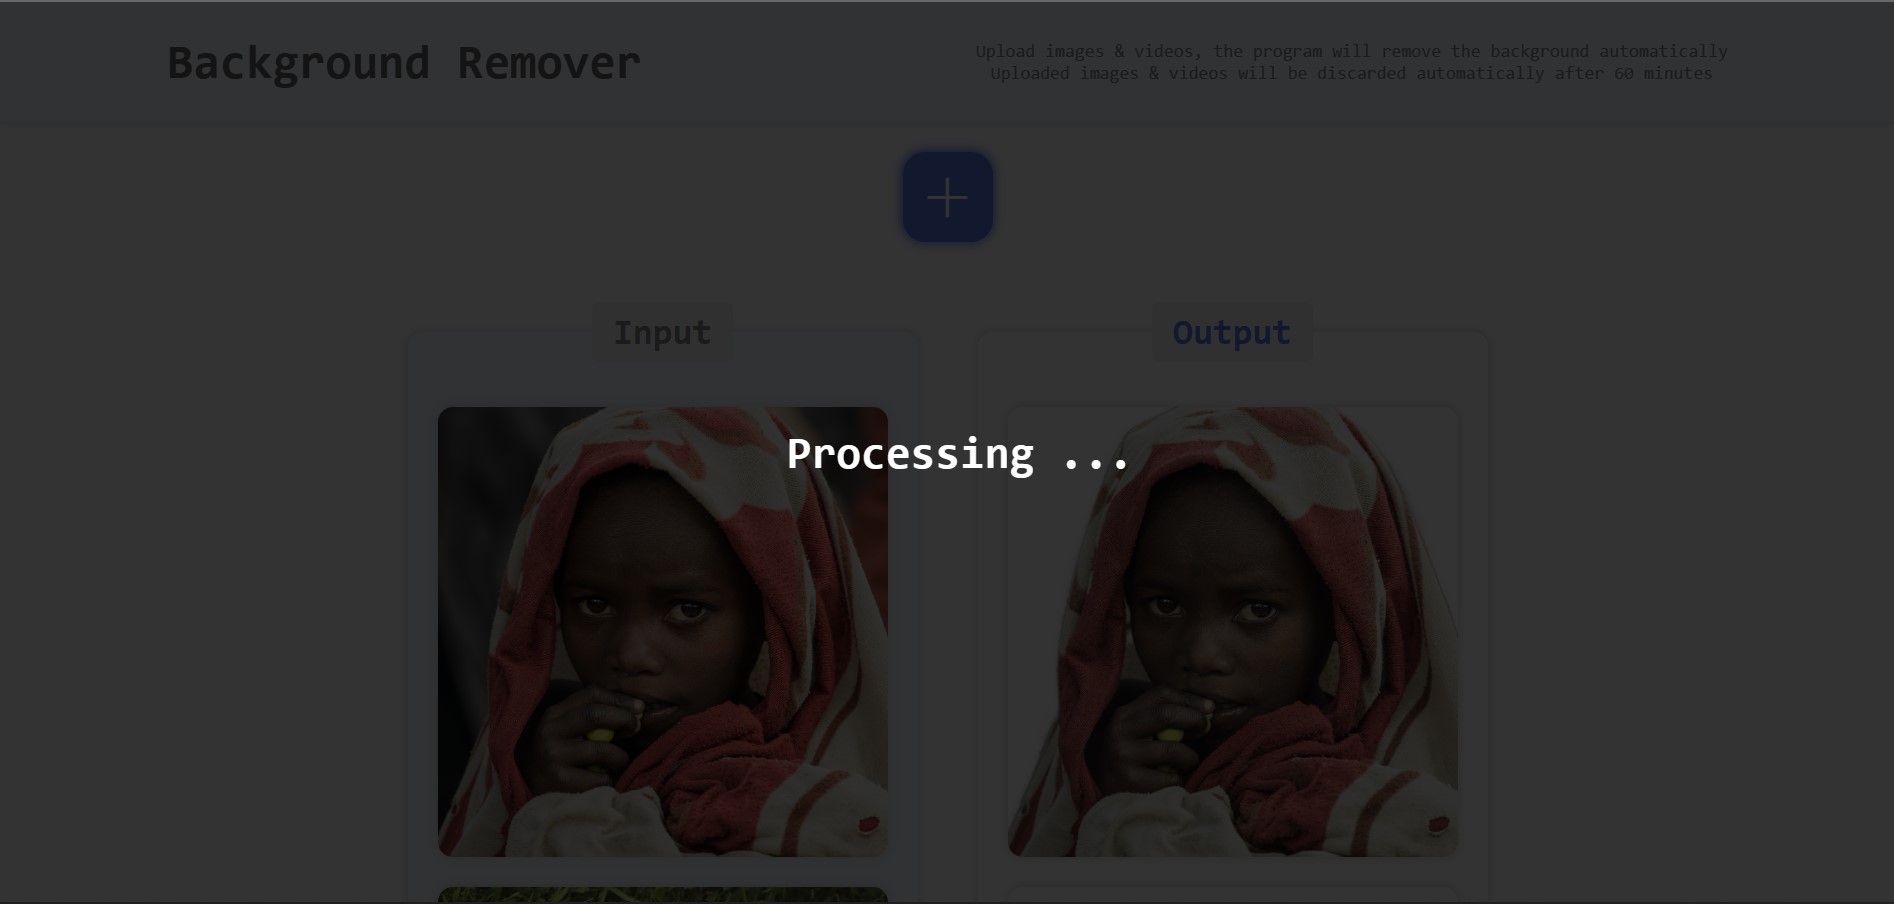 Background Remover
Upload images & videos, the program will remove the background automatically
Uploaded images & videos will be discarded automatically after 60 minutes
Input
Output
Processing ...